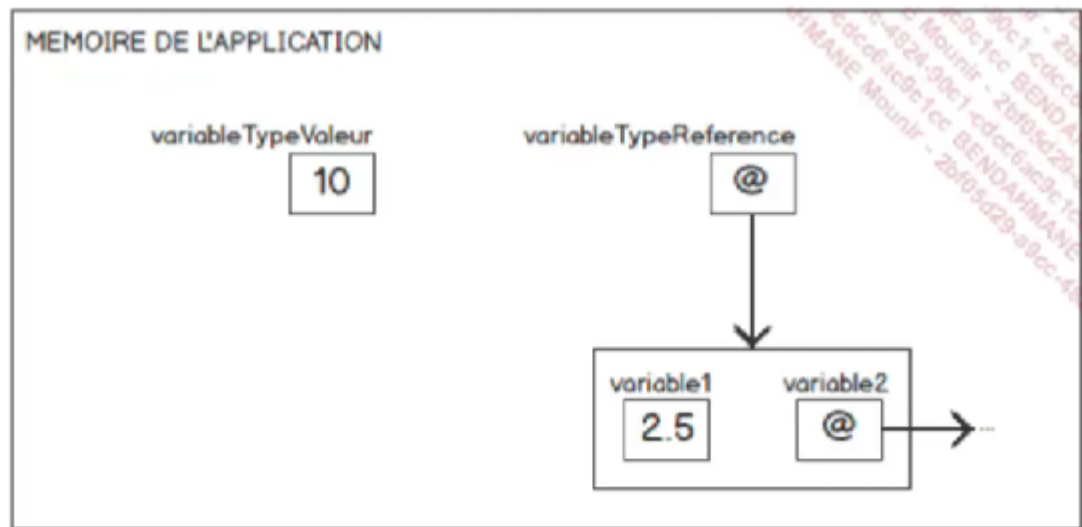 MEMOIRE DE L'APPLICATION
variableTypeValeur
10
variableTypeReference
@
variable1
2.5
variable2
@
...